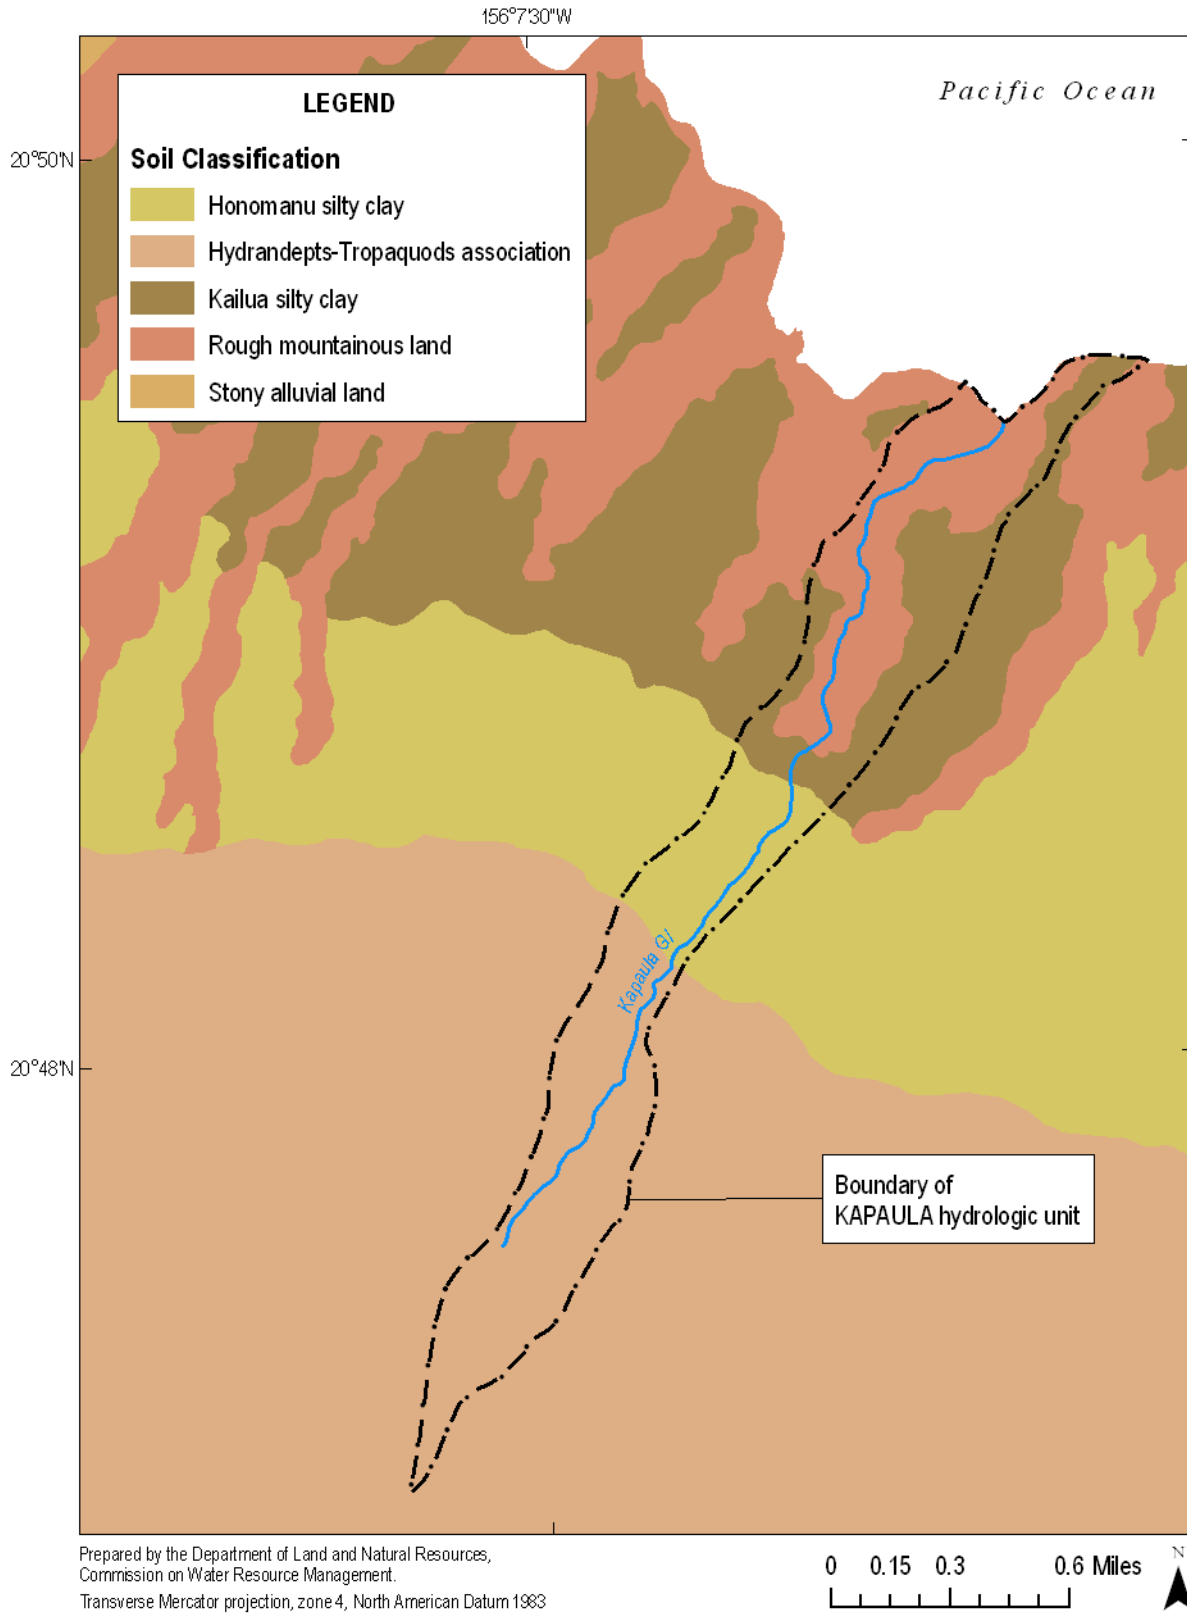 156°7'30"W
Pacific Ocean
LEGEND
20°50'N
Soil Classification
Honomanu silty clay
Hydrandepts-Tropaquods association
Kailua silty clay
Rough mountainous land
Stony alluvial land
Kapaula Gl
20°48'N
Boundary of
KAPAULA hydrologic unit
Prepared by the Department of Land and Natural Resources,
Commission on Water Resource Management.
Transverse Mercator projection, zone 4, North American Datum 1983
0 0.15 0.3 0.6 Miles
N